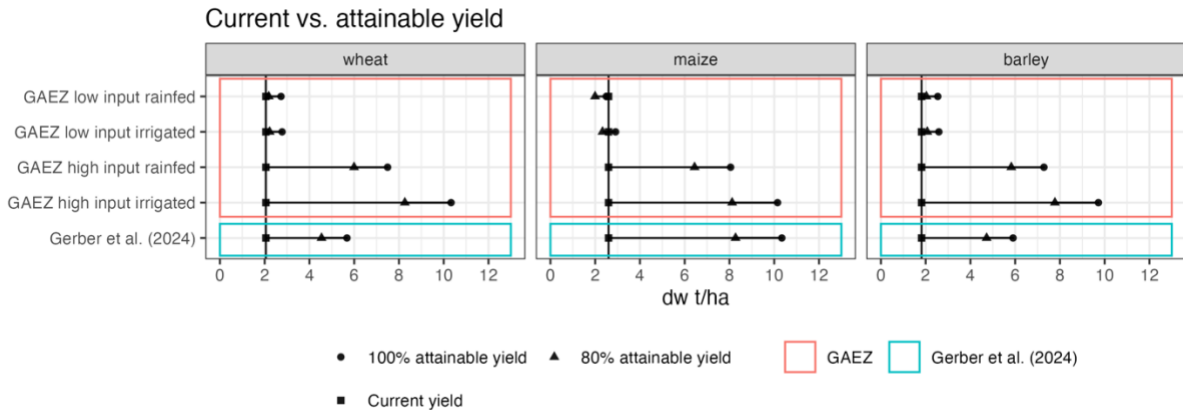 Current vs. attainable yield
wheat maize barley
GAEZ low input rainfed
GAEZ low input irrigated
GAEZ high input rainfed
GAEZ high input irrigated
Gerber et al. (2024)
0 2 4 6 8 10 12 0 2 4 6 8 10 12 0 2 4 6 8 10 12
dw t/ha
100% attainable yield 80% attainable yield GAEZ Gerber et al. (2024)
Current yield